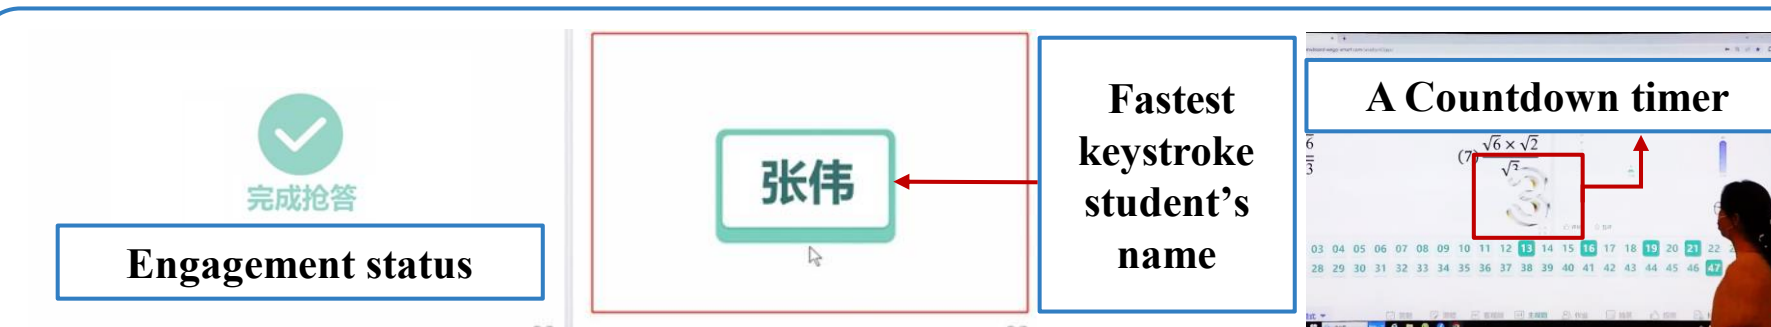 完成抢答
Engagement status
张伟
Fastest
keystroke
student’s
name
A Countdown timer
(7) √6 × √2
3
03 04 05 06 07 08 09 10 11 12 13 14 15 16 17 18 19 20 21 22
28 29 30 31 32 33 34 35 36 37 38 39 40 41 42 43 44 45 46 47